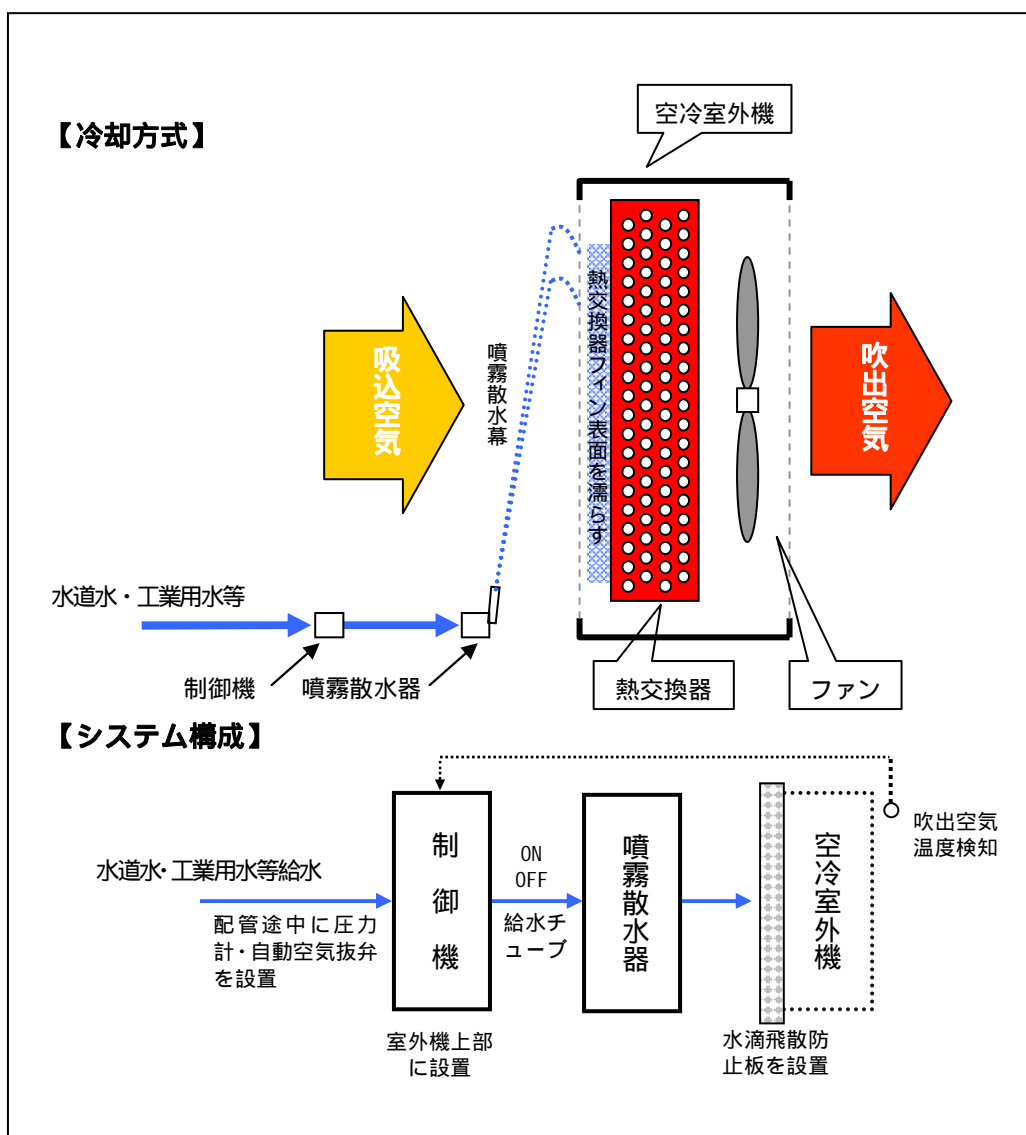 【冷却方式】
空冷室外機
吸込空気
噴霧散水幕
熱交換器フィン表面を濡らす
吹出空気
水道水・工業用水等
制御機
噴霧散水器
熱交換器
ファン
【システム構成】
水道水・工業用水等給水
配管途中に圧力
計・自動空気抜弁
を設置
制御機
室外機上部
に設置
ON
OFF
給水チ
ューブ
噴霧散水器
空冷室外機
水滴飛散防
止板を設置
吹出空気
温度検知